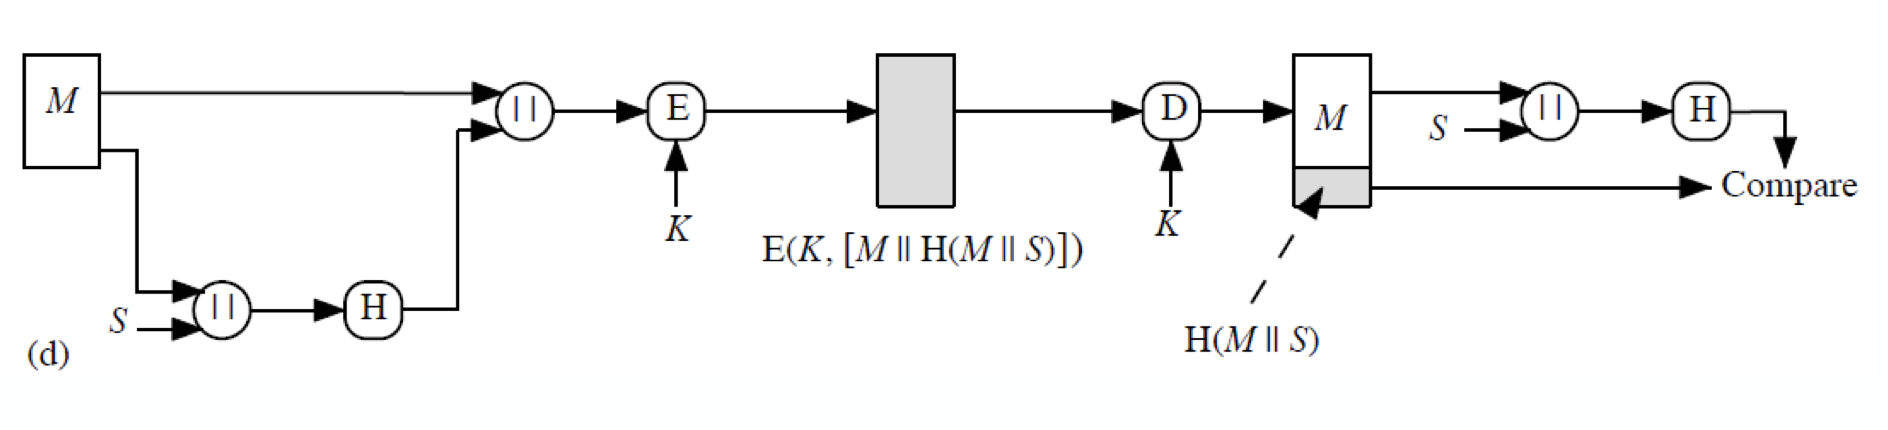 M
||
E
D
M
||
H
S
K
K
Compare
E(K, [M || H(M || S)])
S
||
H
H(M || S)
(d)